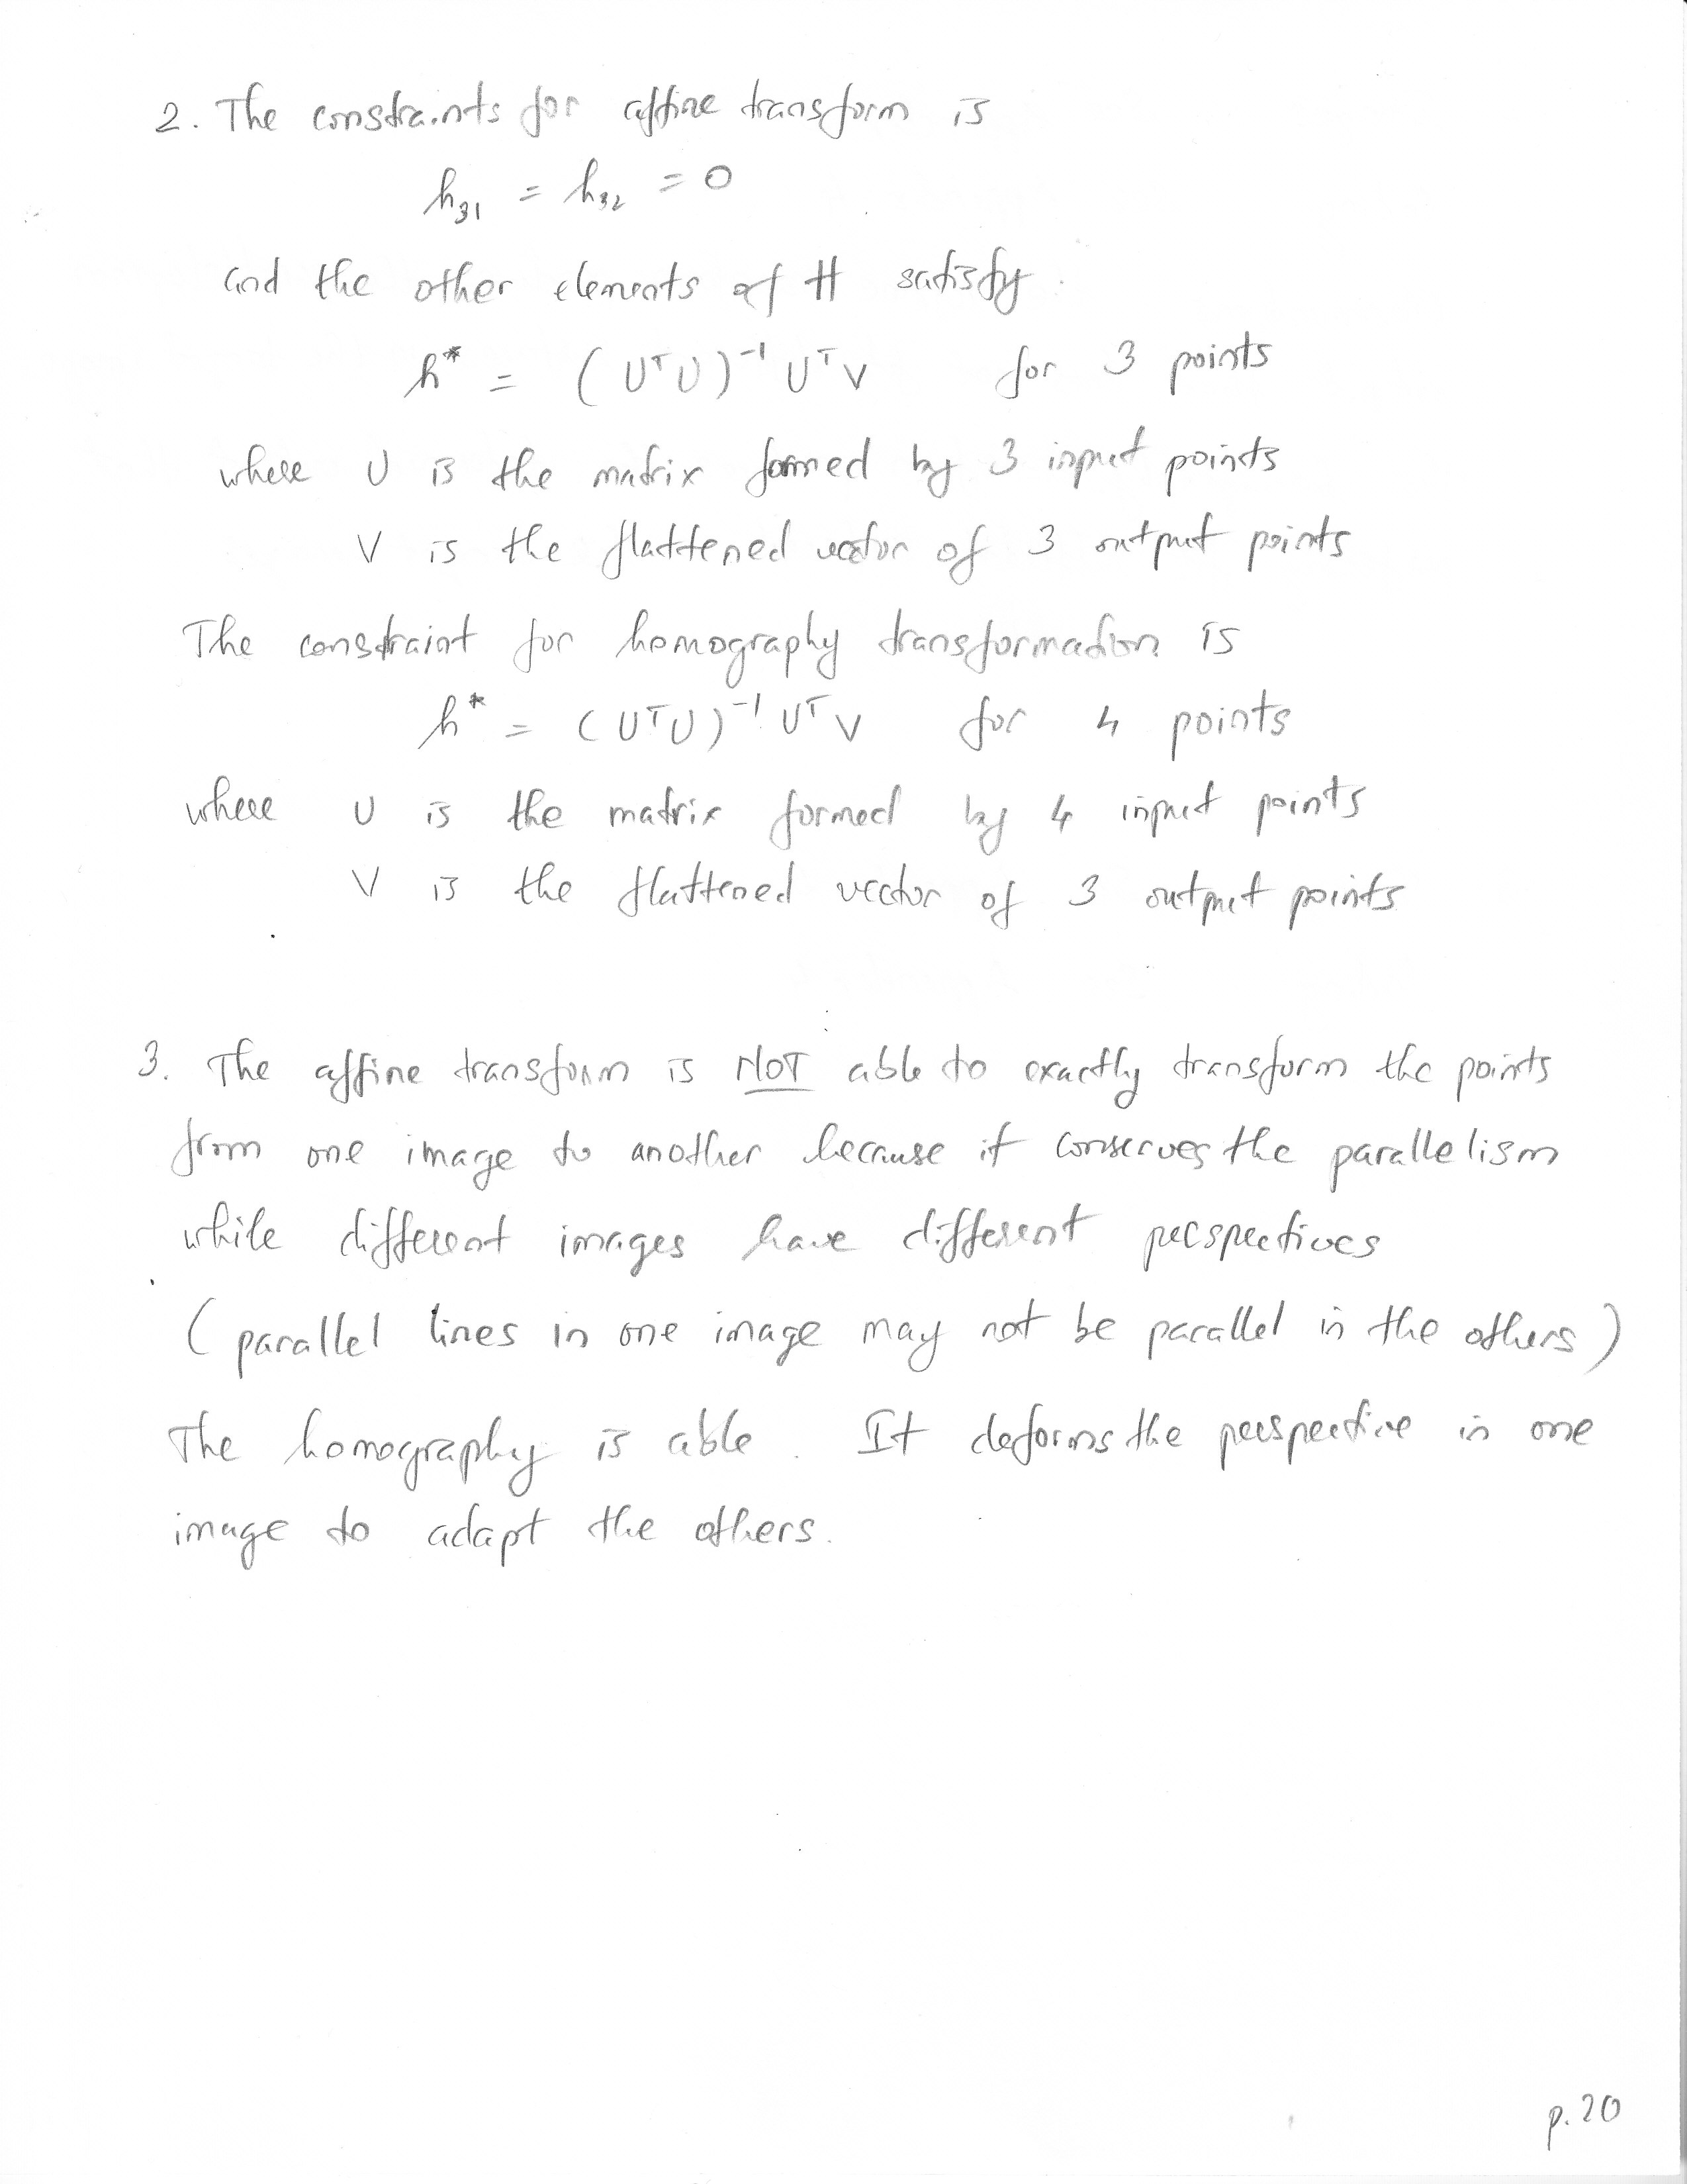 2. The constraints for affine transform is
h₃₁ = h₃₂ = 0
and the other elements of H satisfy
h* = (UᵀU)⁻¹UᵀV for 3 points
where U is the matrix formed by 3 input points
V is the flattened vector of 3 output points
The constraint for homography transformation is
h* = (UᵀU)⁻¹UᵀV for 4 points
where U is the matrix formed by 4 input points
V is the flattened vector of 3 output points
3. The affine transform is NOT able to exactly transform the points
from one image to another because it conserves the parallelism
while different images have different perspectives
(parallel lines in one image may not be parallel in the others)
The homography is able. It deforms the perspective in one
image to adapt the others.
p.20